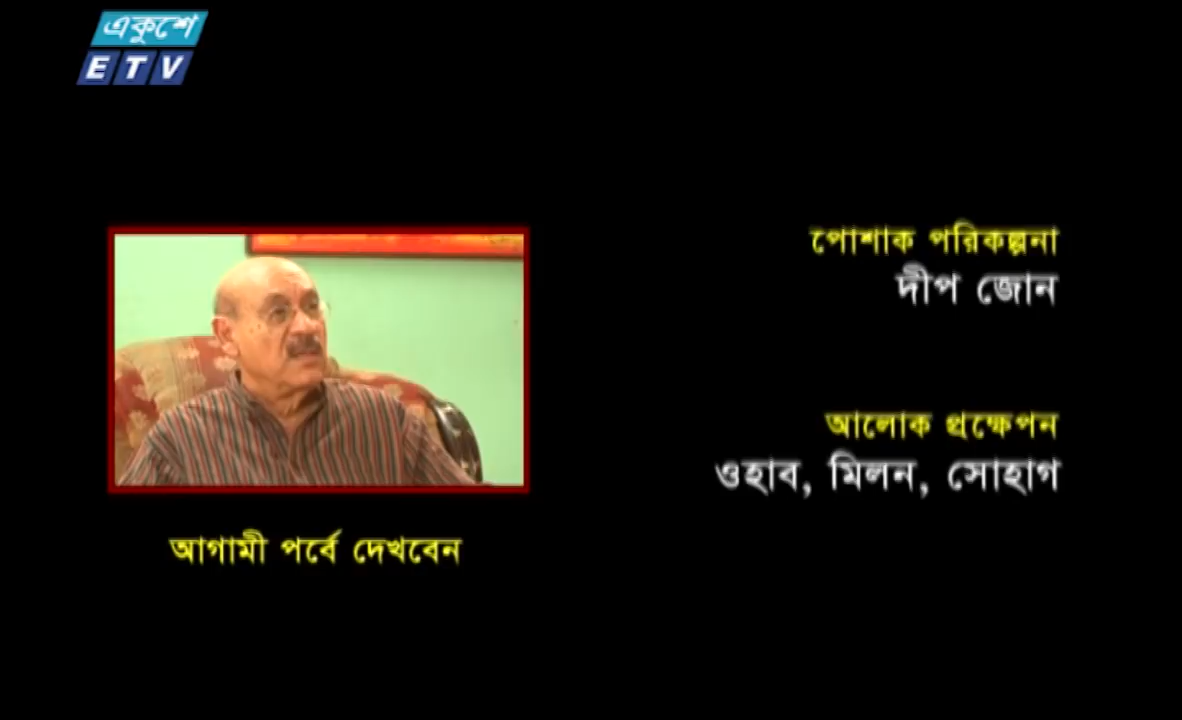 একুশে
ETV
পোশাক পরিকল্পনা
দীপ জোন
আলোক প্রক্ষেপন
ওহাব, মিলন, সোহাগ
আগামী পর্বে দেখবেন